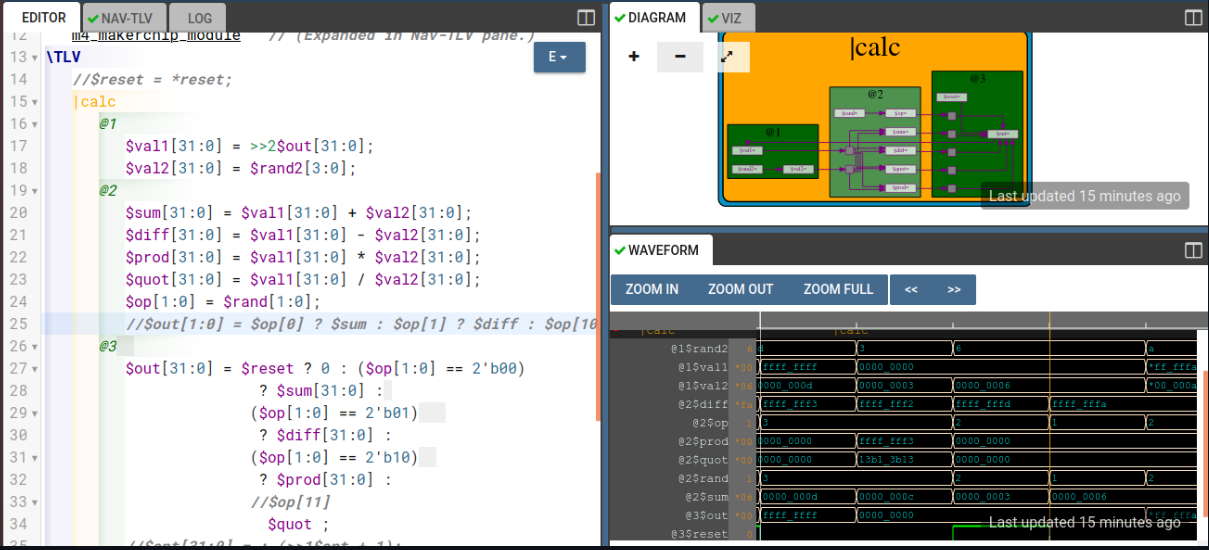 EDITOR
NAV-TLV
LOG
12 m4_makerchip_module // (Expanded in Nav-TLV pane.)
13 \TLV
E
14 //$reset = *reset;
15 |calc
16 @1
17 $val1[31:0] = >>2$out[31:0];
18 $val2[31:0] = $rand2[3:0];
19 @2
20 $sum[31:0] = $val1[31:0] + $val2[31:0];
21 $diff[31:0] = $val1[31:0] - $val2[31:0];
22 $prod[31:0] = $val1[31:0] * $val2[31:0];
23 $quot[31:0] = $val1[31:0] / $val2[31:0];
24 $op[1:0] = $rand[1:0];
25 //$out[1:0] = $op[0] ? $sum : $op[1] ? $diff : $op[10
26 @3
27 $out[31:0] = $reset ? 0 : ($op[1:0] == 2'b00)
28 ? $sum[31:0] :
29 ($op[1:0] == 2'b01)
30 ? $diff[31:0] :
31 ($op[1:0] == 2'b10)
32 ? $prod[31:0] :
33 //$op[11]
34 $quot ;
35
DIAGRAM
VIZ
+
−
|calc
@1
@2
@3
Last updated 15 minutes ago
WAVEFORM
ZOOM IN
ZOOM OUT
ZOOM FULL
<<
>>
|calc |calc
@1$rand2 6 d 3 6 a
@1$val1 *00 ffff_ffff 0000_0000 *ff_fffa
@1$val2 *06 0000_000d 0000_0003 0000_0006 *00_000a
@2$diff *fa ffff_fff3 ffff_fff2 ffff_fffd ffff_fffa
@2$op 1 3 2 1 2
@2$prod *00 0000_0000 ffff_fff3 0000_0000
@2$quot *00 0000_0000 13b1_3b13 0000_0000
@2$rand 1 3 2 1 2
@2$sum *06 0000_000d 0000_000c 0000_0003 0000_0006
@3$out *00 ffff_ffff 0000_0000 *ff_fffa
@3$reset 0
Last updated 15 minutes ago